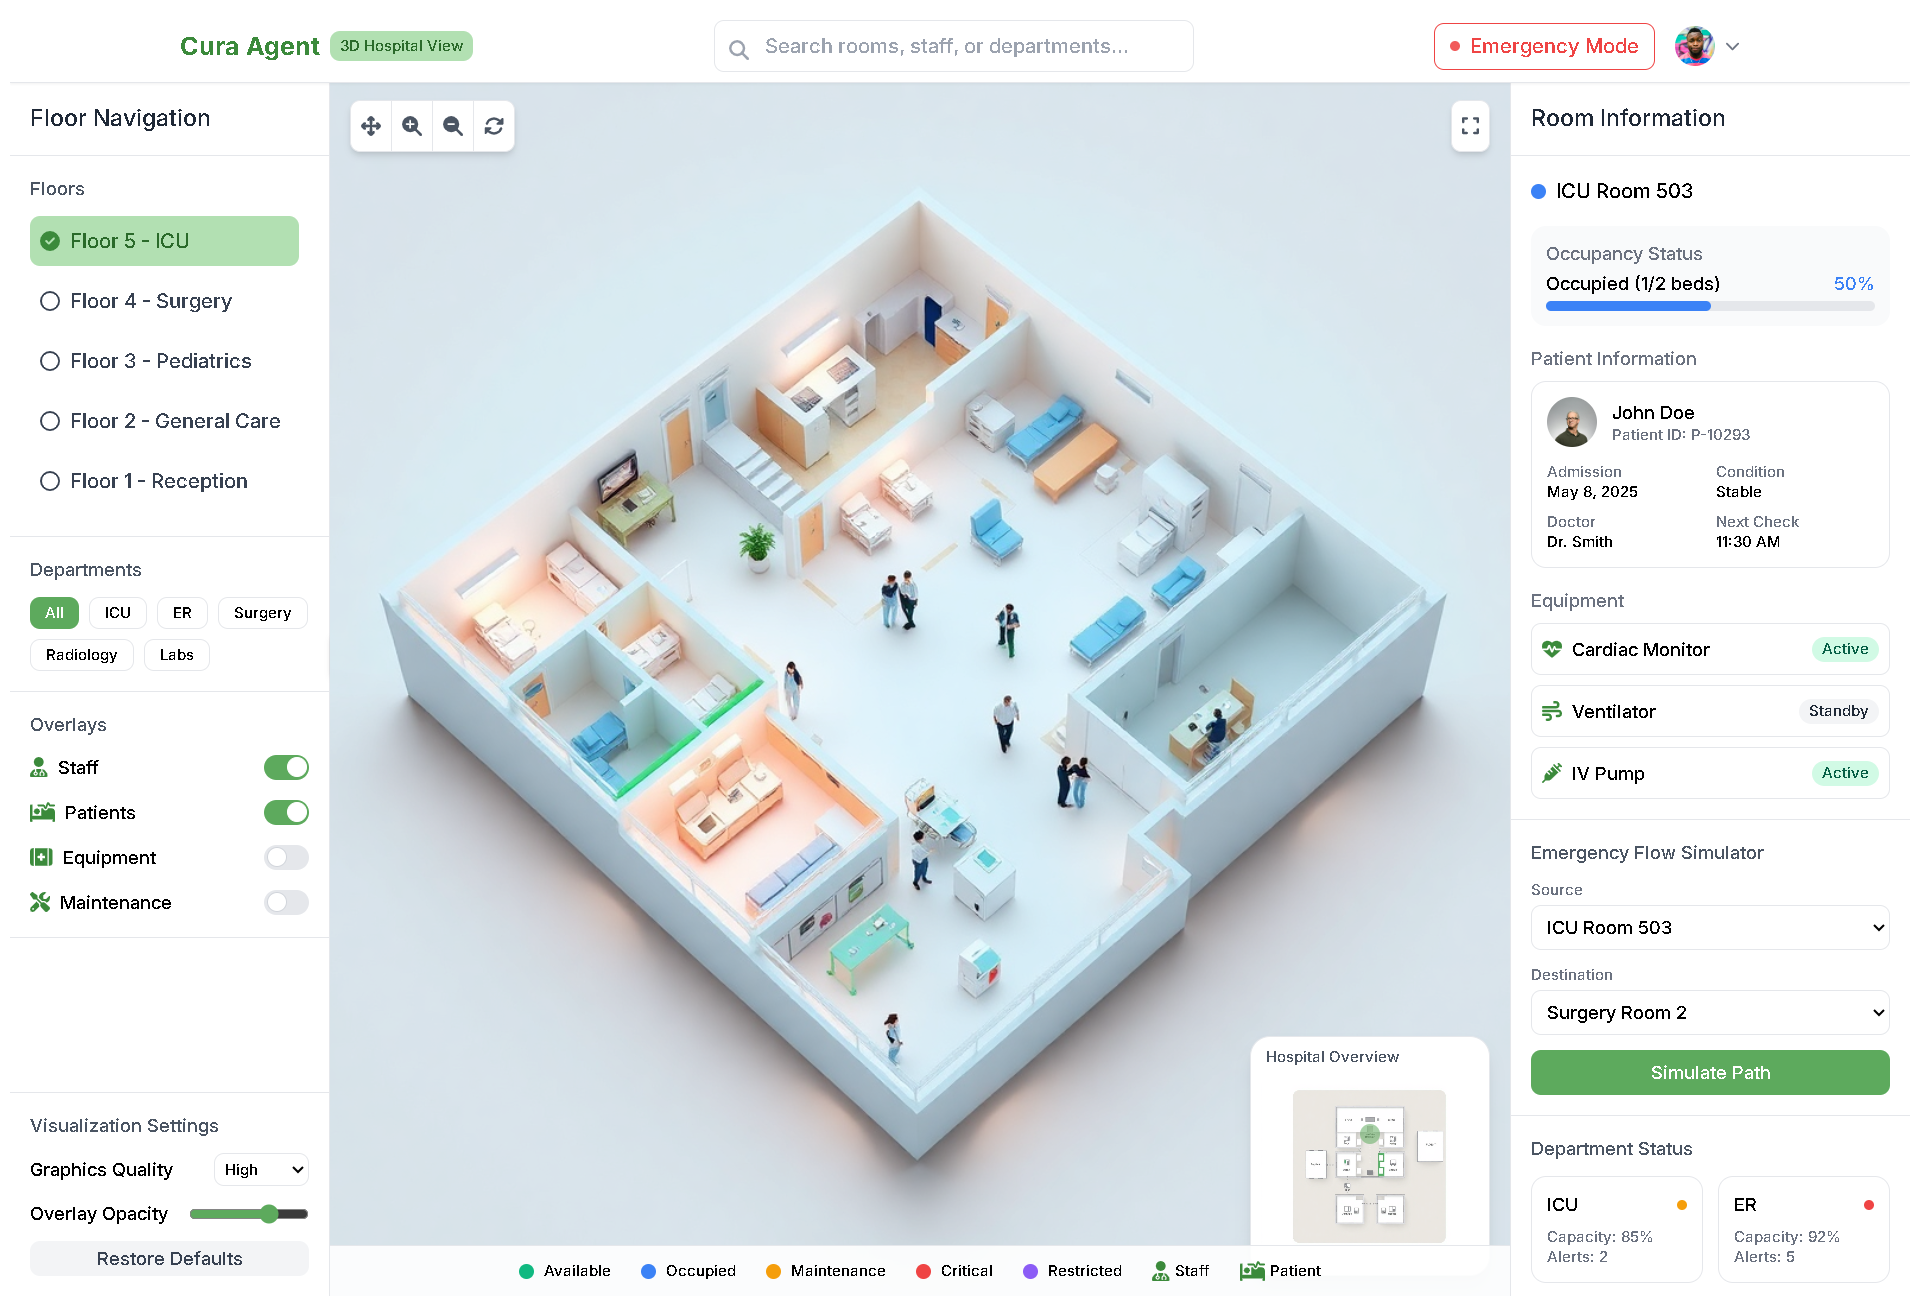 Cura Agent
3D Hospital View
Search rooms, staff, or departments...
Emergency Mode
Floor Navigation
Floors
Floor 5 - ICU
Floor 4 - Surgery
Floor 3 - Pediatrics
Floor 2 - General Care
Floor 1 - Reception
Departments
All
ICU
ER
Surgery
Radiology
Labs
Overlays
Staff
Patients
Equipment
Maintenance
Visualization Settings
Graphics Quality
High
Overlay Opacity
Restore Defaults
Hospital Overview
Available
Occupied
Maintenance
Critical
Restricted
Staff
Patient
Room Information
ICU Room 503
Occupancy Status
Occupied (1/2 beds)
50%
Patient Information
John Doe
Patient ID: P-10293
Admission
May 8, 2025
Condition
Stable
Doctor
Dr. Smith
Next Check
11:30 AM
Equipment
Cardiac Monitor
Active
Ventilator
Standby
IV Pump
Active
Emergency Flow Simulator
Source
ICU Room 503
Destination
Surgery Room 2
Simulate Path
Department Status
ICU
Capacity: 85%
Alerts: 2
ER
Capacity: 92%
Alerts: 5